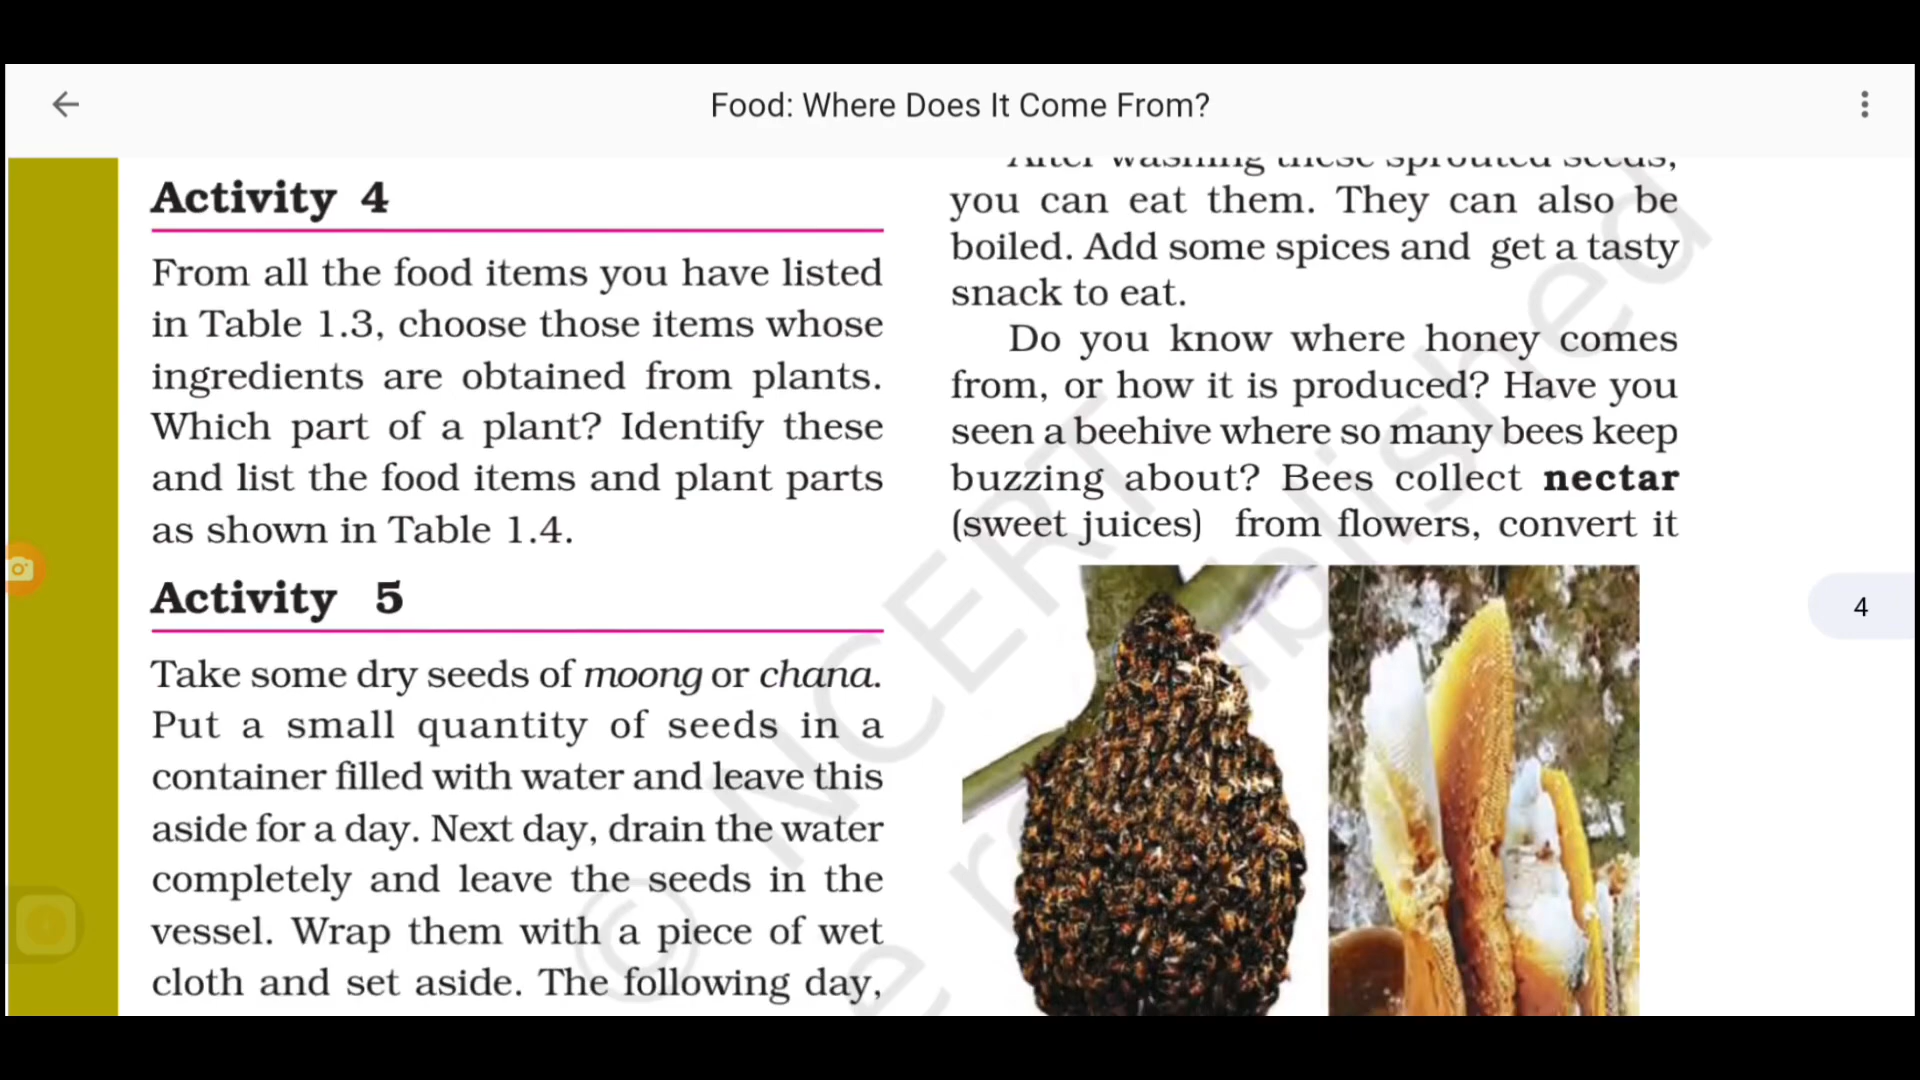 Food: Where Does It Come From?
Activity 4
From all the food items you have listed
in Table 1.3, choose those items whose
ingredients are obtained from plants.
Which part of a plant? Identify these
and list the food items and plant parts
as shown in Table 1.4.
Activity 5
Take some dry seeds of moong or chana.
Put a small quantity of seeds in a
container filled with water and leave this
aside for a day. Next day, drain the water
completely and leave the seeds in the
vessel. Wrap them with a piece of wet
cloth and set aside. The following day,
After washing these sprouted seeds,
you can eat them. They can also be
boiled. Add some spices and get a tasty
snack to eat.
Do you know where honey comes
from, or how it is produced? Have you
seen a beehive where so many bees keep
buzzing about? Bees collect nectar
(sweet juices) from flowers, convert it
4
© NCERT